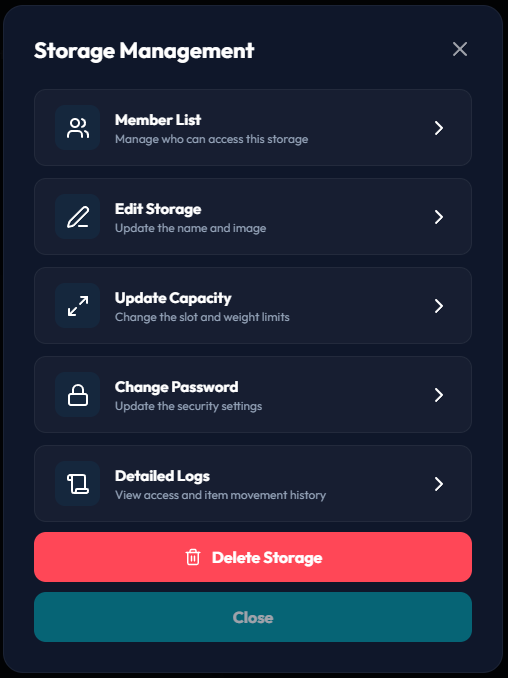 Storage Management
Member List
Manage who can access this storage
Edit Storage
Update the name and image
Update Capacity
Change the slot and weight limits
Change Password
Update the security settings
Detailed Logs
View access and item movement history
Delete Storage
Close